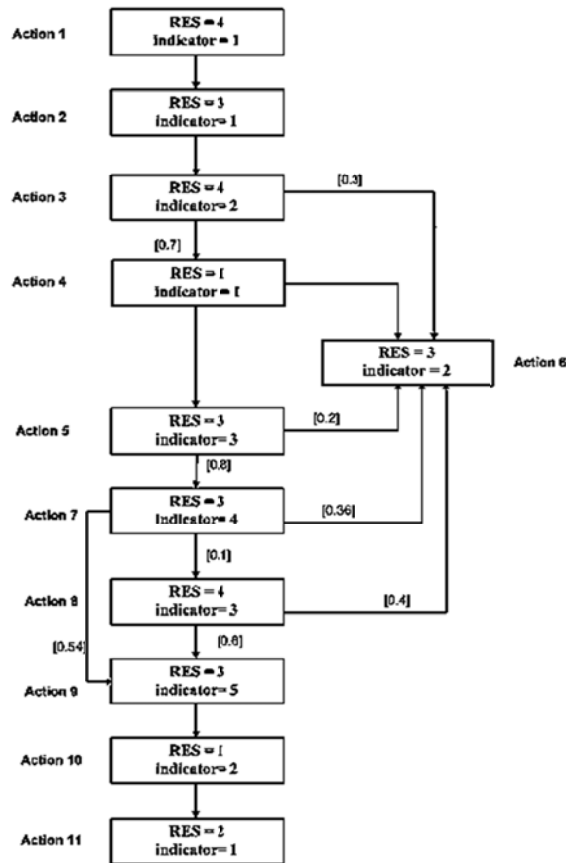 Action 1
RES = 4
indicator = 1
Action 2
RES = 3
indicator= 1
Action 3
RES = 4
indicator= 2
[0.3]
[0.7]
Action 4
RES = 1
indicator = 1
RES = 3
indicator = 2
Action 6
Action 5
RES = 3
indicator= 3
[0.2]
[0.8]
Action 7
RES = 3
indicator= 4
[0.36]
[0.1]
Action 8
RES = 4
indicator= 3
[0.4]
[0.54]
[0.6]
Action 9
RES = 3
indicator= 5
Action 10
RES = 1
indicator= 2
Action 11
RES = 2
indicator= 1